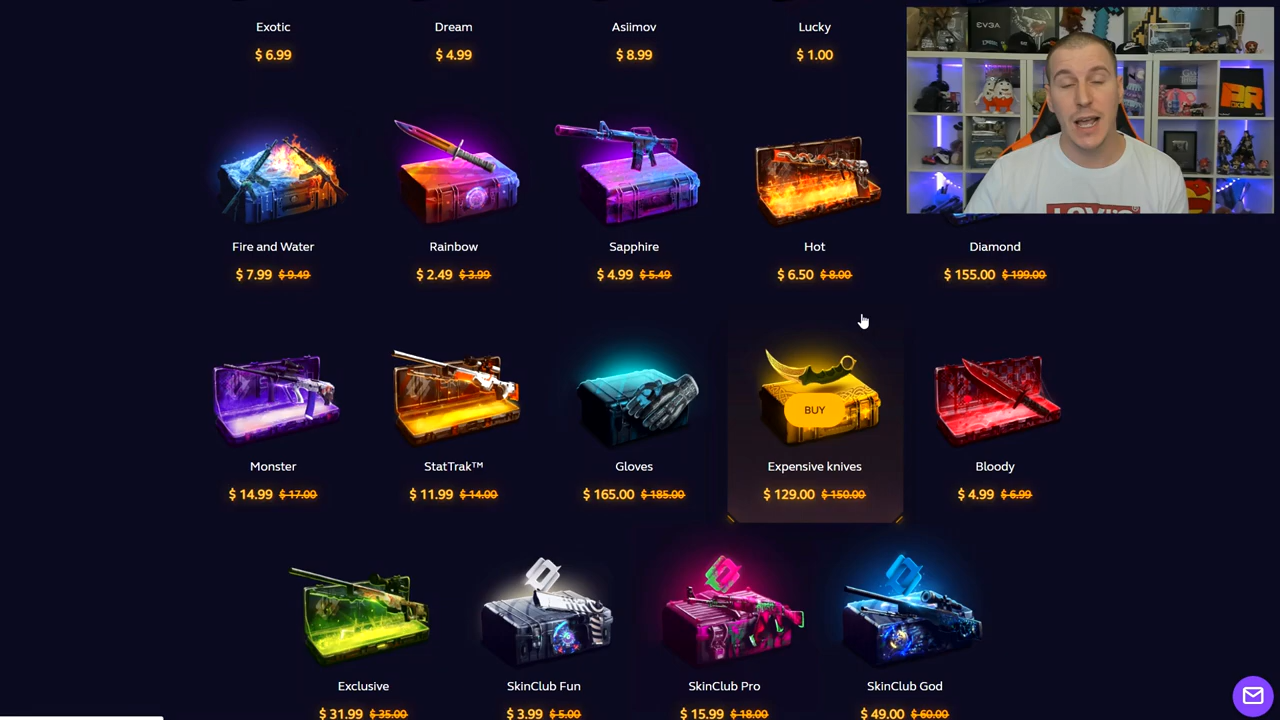 Exotic
$ 6.99
Dream
$ 4.99
Asiimov
$ 8.99
Lucky
$ 1.00
EVGA
Fire and Water
$ 7.99 $ 9.49
Rainbow
$ 2.49 $ 3.99
Sapphire
$ 4.99 $ 5.49
Hot
$ 6.50 $ 8.00
Diamond
$ 155.00 $ 199.00
Monster
$ 14.99 $ 17.00
StatTrak™
$ 11.99 $ 14.00
Gloves
$ 165.00 $ 185.00
BUY
Expensive knives
$ 129.00 $ 150.00
Bloody
$ 4.99 $ 6.99
Exclusive
$ 31.99 $ 35.00
SkinClub Fun
$ 3.99 $ 5.00
SkinClub Pro
$ 15.99 $ 18.00
SkinClub God
$ 49.00 $ 60.00